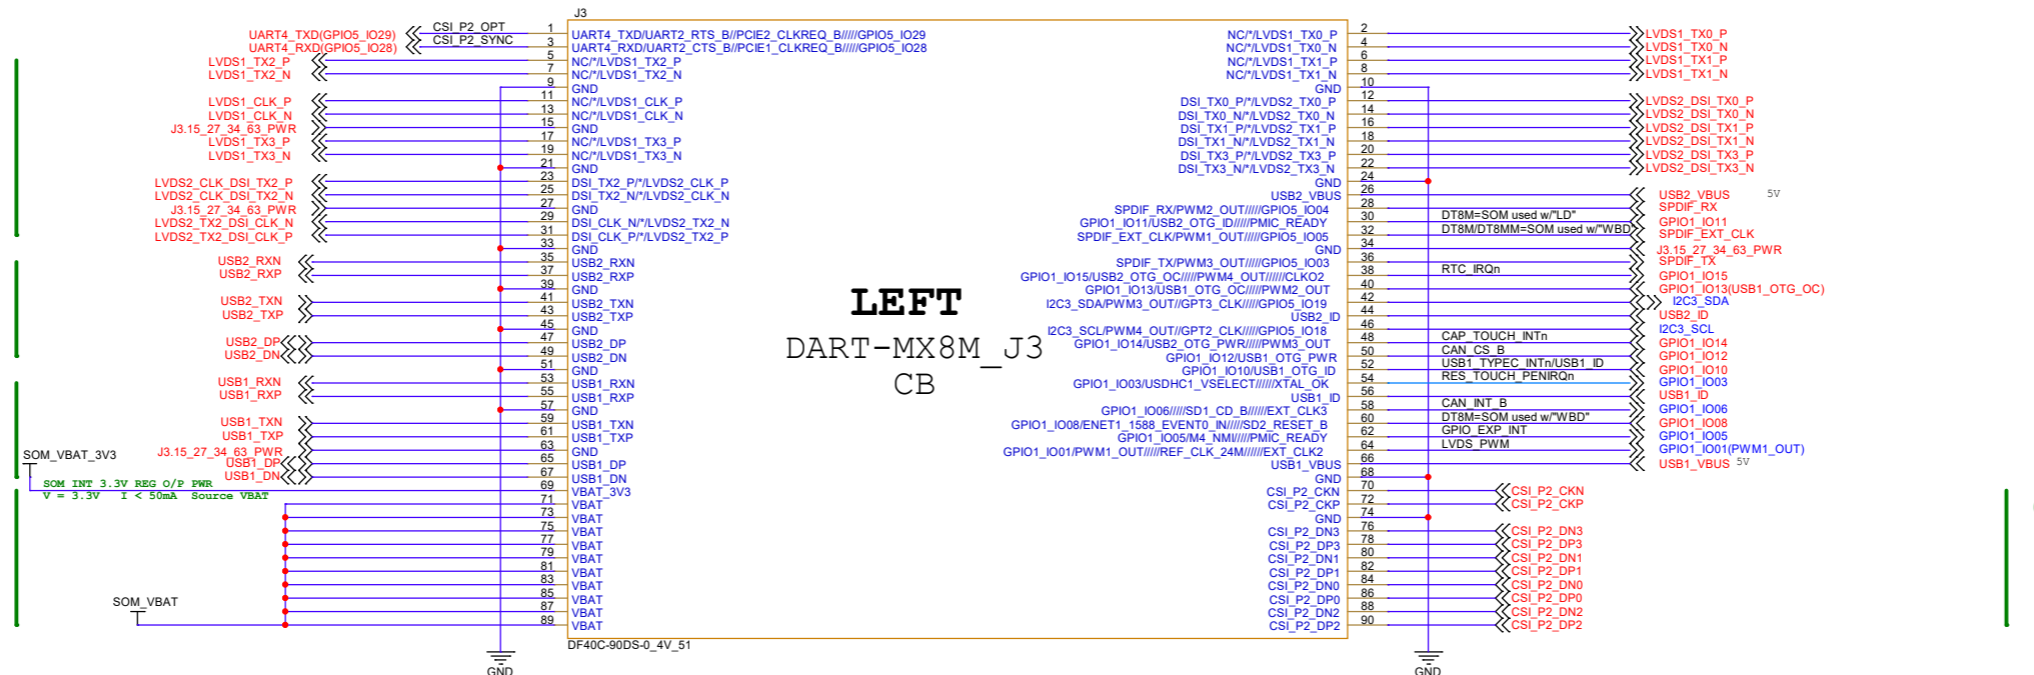 J3
UART4_TXD(GPIO5_IO29) CSI_P2_OPT 1 UART4_TXD/UART2_RTS_B//PCIE2_CLKREQ_B/////GPIO5_IO29 NC/*/LVDS1_TX0_P 2 LVDS1_TX0_P
UART4_RXD(GPIO5_IO28) CSI_P2_SYNC 3 UART4_RXD/UART2_CTS_B//PCIE1_CLKREQ_B/////GPIO5_IO28 NC/*/LVDS1_TX0_N 4 LVDS1_TX0_N
LVDS1_TX2_P 5 NC/*/LVDS1_TX2_P NC/*/LVDS1_TX1_P 6 LVDS1_TX1_P
LVDS1_TX2_N 7 NC/*/LVDS1_TX2_N NC/*/LVDS1_TX1_N 8 LVDS1_TX1_N
9 GND GND 10
LVDS1_CLK_P 11 NC/*/LVDS1_CLK_P DSI_TX0_P/*/LVDS2_TX0_P 12 LVDS2_DSI_TX0_P
LVDS1_CLK_N 13 NC/*/LVDS1_CLK_N DSI_TX0_N/*/LVDS2_TX0_N 14 LVDS2_DSI_TX0_N
J3.15_27_34_63_PWR 15 GND DSI_TX1_P/*/LVDS2_TX1_P 16 LVDS2_DSI_TX1_P
LVDS1_TX3_P 17 NC/*/LVDS1_TX3_P DSI_TX1_N/*/LVDS2_TX1_N 18 LVDS2_DSI_TX1_N
LVDS1_TX3_N 19 NC/*/LVDS1_TX3_N DSI_TX3_P/*/LVDS2_TX3_P 20 LVDS2_DSI_TX3_P
21 GND DSI_TX3_N/*/LVDS2_TX3_N 22 LVDS2_DSI_TX3_N
LVDS2_CLK_DSI_TX2_P 23 DSI_TX2_P/*/LVDS2_CLK_P GND 24
LVDS2_CLK_DSI_TX2_N 25 DSI_TX2_N/*/LVDS2_CLK_N USB2_VBUS 26 USB2_VBUS 5V
J3.15_27_34_63_PWR 27 GND SPDIF_RX/PWM2_OUT/////GPIO5_IO04 28 SPDIF_RX
LVDS2_TX2_DSI_CLK_N 29 DSI_CLK_N/*/LVDS2_TX2_N GPIO1_IO11/USB2_OTG_ID/////PMIC_READY 30 DT8M=SOM used w/"LD" GPIO1_IO11
LVDS2_TX2_DSI_CLK_P 31 DSI_CLK_P/*/LVDS2_TX2_P SPDIF_EXT_CLK/PWM1_OUT/////GPIO5_IO05 32 DT8M/DT8MM=SOM used w/"WBD" SPDIF_EXT_CLK
33 GND GND 34 J3.15_27_34_63_PWR
USB2_RXN 35 USB2_RXN SPDIF_TX/PWM3_OUT/////GPIO5_IO03 36 SPDIF_TX
USB2_RXP 37 USB2_RXP GPIO1_IO15/USB2_OTG_OC/////PWM4_OUT//////CLKO2 38 RTC_IRQn GPIO1_IO15
39 GND GPIO1_IO13/USB1_OTG_OC/////PWM2_OUT 40 GPIO1_IO13(USB1_OTG_OC)
USB2_TXN 41 USB2_TXN I2C3_SDA/PWM3_OUT//GPT3_CLK/////GPIO5_IO19 42 I2C3_SDA
USB2_TXP 43 USB2_TXP USB2_ID 44 USB2_ID
45 GND I2C3_SCL/PWM4_OUT//GPT2_CLK/////GPIO5_IO18 46 I2C3_SCL
USB2_DP 47 USB2_DP GPIO1_IO14/USB2_OTG_PWR/////PWM3_OUT 48 CAP_TOUCH_INTn GPIO1_IO14
USB2_DN 49 USB2_DN GPIO1_IO12/USB1_OTG_PWR 50 CAN_CS_B GPIO1_IO12
51 GND GPIO1_IO10/USB1_OTG_ID 52 USB1_TYPEC_INTn/USB1_ID GPIO1_IO10
USB1_RXN 53 USB1_RXN GPIO1_IO03/USDHC1_VSELECT//////XTAL_OK 54 RES_TOUCH_PENIRQn GPIO1_IO03
USB1_RXP 55 USB1_RXP USB1_ID 56 USB1_ID
57 GND GPIO1_IO06/////SD1_CD_B//////EXT_CLK3 58 CAN_INT_B GPIO1_IO06
USB1_TXN 59 USB1_TXN GPIO1_IO08/ENET1_1588_EVENT0_IN/////SD2_RESET_B 60 DT8M=SOM used w/"WBD" GPIO1_IO08
USB1_TXP 61 USB1_TXP GPIO1_IO05/M4_NMI/////PMIC_READY 62 GPIO_EXP_INT GPIO1_IO05
J3.15_27_34_63_PWR 63 GND GPIO1_IO01/PWM1_OUT/////REF_CLK_24M//////EXT_CLK2 64 LVDS_PWM GPIO1_IO01(PWM1_OUT)
SOM_VBAT_3V3
USB1_DP 65 USB1_DP USB1_VBUS 66 USB1_VBUS 5V
USB1_DN 67 USB1_DN GND 68
SOM INT 3.3V REG O/P PWR
69 VBAT_3V3 CSI_P2_CKN 70 CSI_P2_CKN
V = 3.3V I < 50mA Source VBAT
71 VBAT CSI_P2_CKP 72 CSI_P2_CKP
73 VBAT GND 74
75 VBAT CSI_P2_DN3 76 CSI_P2_DN3
77 VBAT CSI_P2_DP3 78 CSI_P2_DP3
79 VBAT CSI_P2_DN1 80 CSI_P2_DN1
81 VBAT CSI_P2_DP1 82 CSI_P2_DP1
83 VBAT CSI_P2_DN0 84 CSI_P2_DN0
85 VBAT CSI_P2_DP0 86 CSI_P2_DP0
SOM_VBAT
87 VBAT CSI_P2_DN2 88 CSI_P2_DN2
89 VBAT CSI_P2_DP2 90 CSI_P2_DP2
LEFT
DART-MX8M_J3
CB
DF40C-90DS-0_4V_51
GND
GND